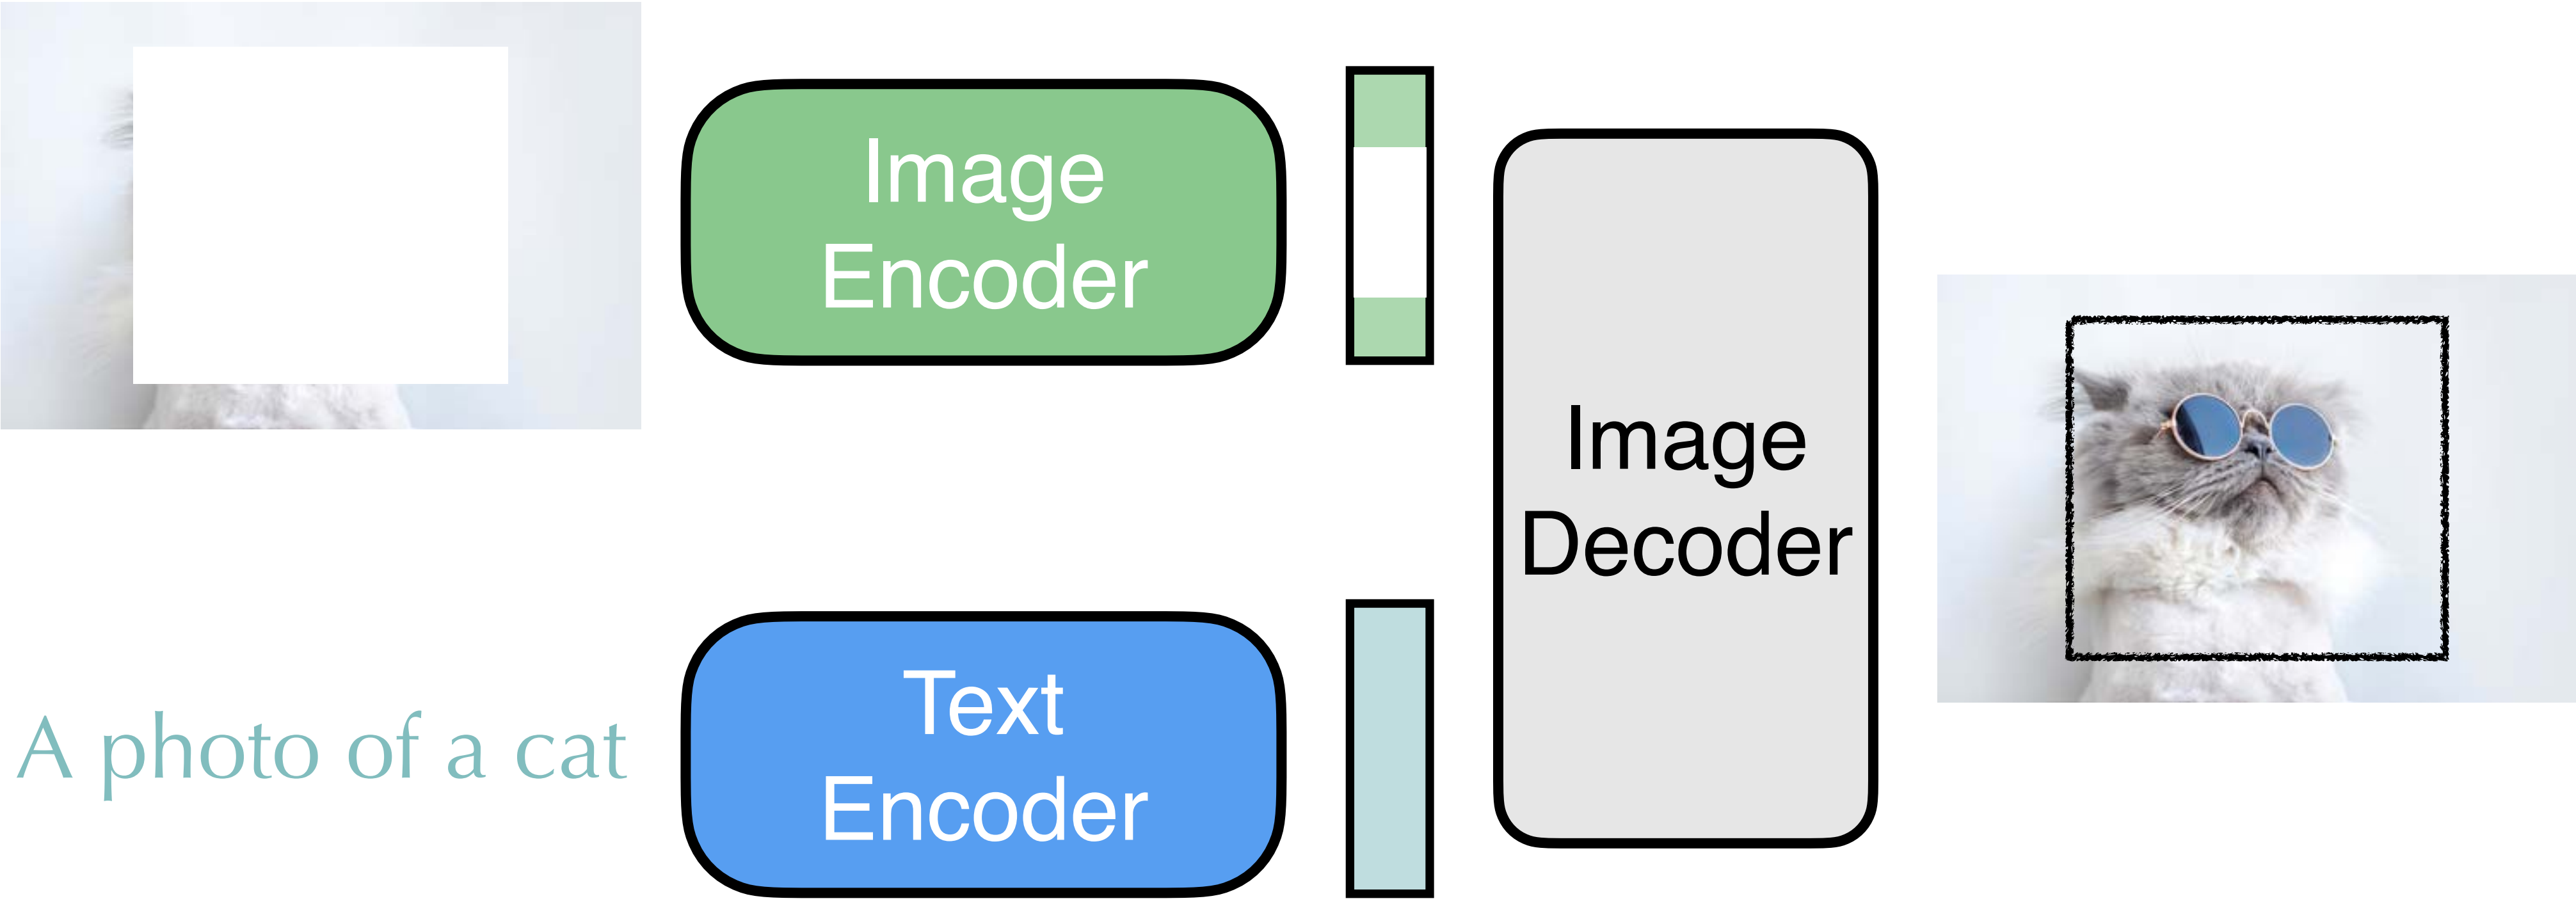 Image
Encoder
Image
Decoder
Text
Encoder
A photo of a cat